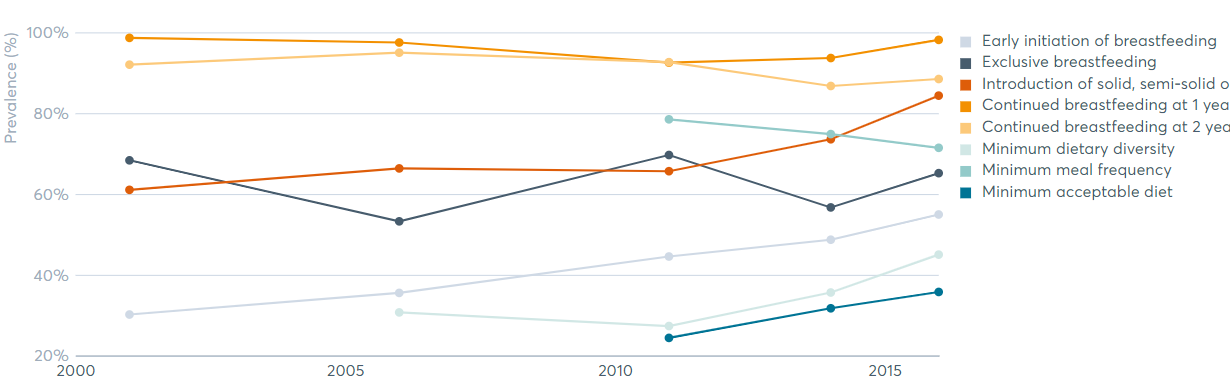 Prevalence (%)
100%
80%
60%
40%
20%
2000 2005 2010 2015
Early initiation of breastfeeding
Exclusive breastfeeding
Introduction of solid, semi-solid o
Continued breastfeeding at 1 yea
Continued breastfeeding at 2 yea
Minimum dietary diversity
Minimum meal frequency
Minimum acceptable diet